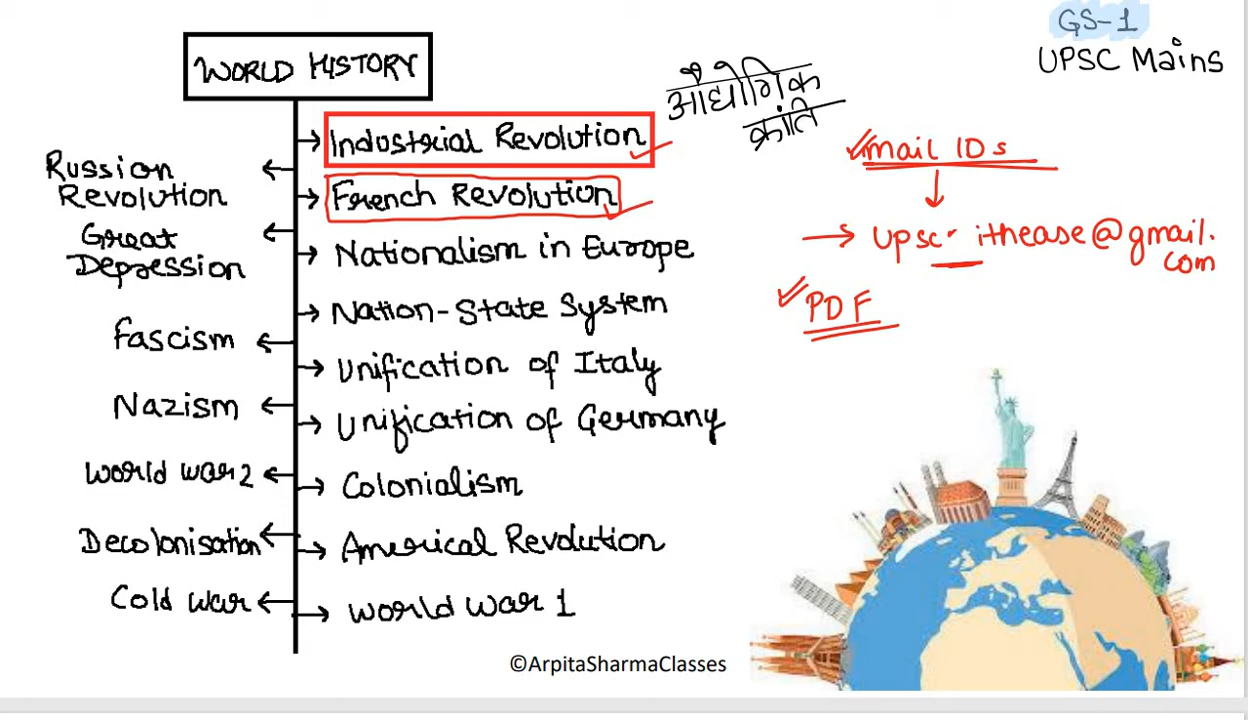 GS-1
UPSC Mains
WORLD HISTORY
औद्योगिक
क्रांति
Industrial Revolution
French Revolution
Nationalism in Europe
Nation-State System
Unification of Italy
Unification of Germany
Colonialism
Americal Revolution
World War 1
Russion
Revolution
Great
Depression
Fascism
Nazism
World War 2
Decolonisation
Cold War
mail IDs
upsc. ithease@gmail.
com
PDF
©ArpitaSharmaClasses